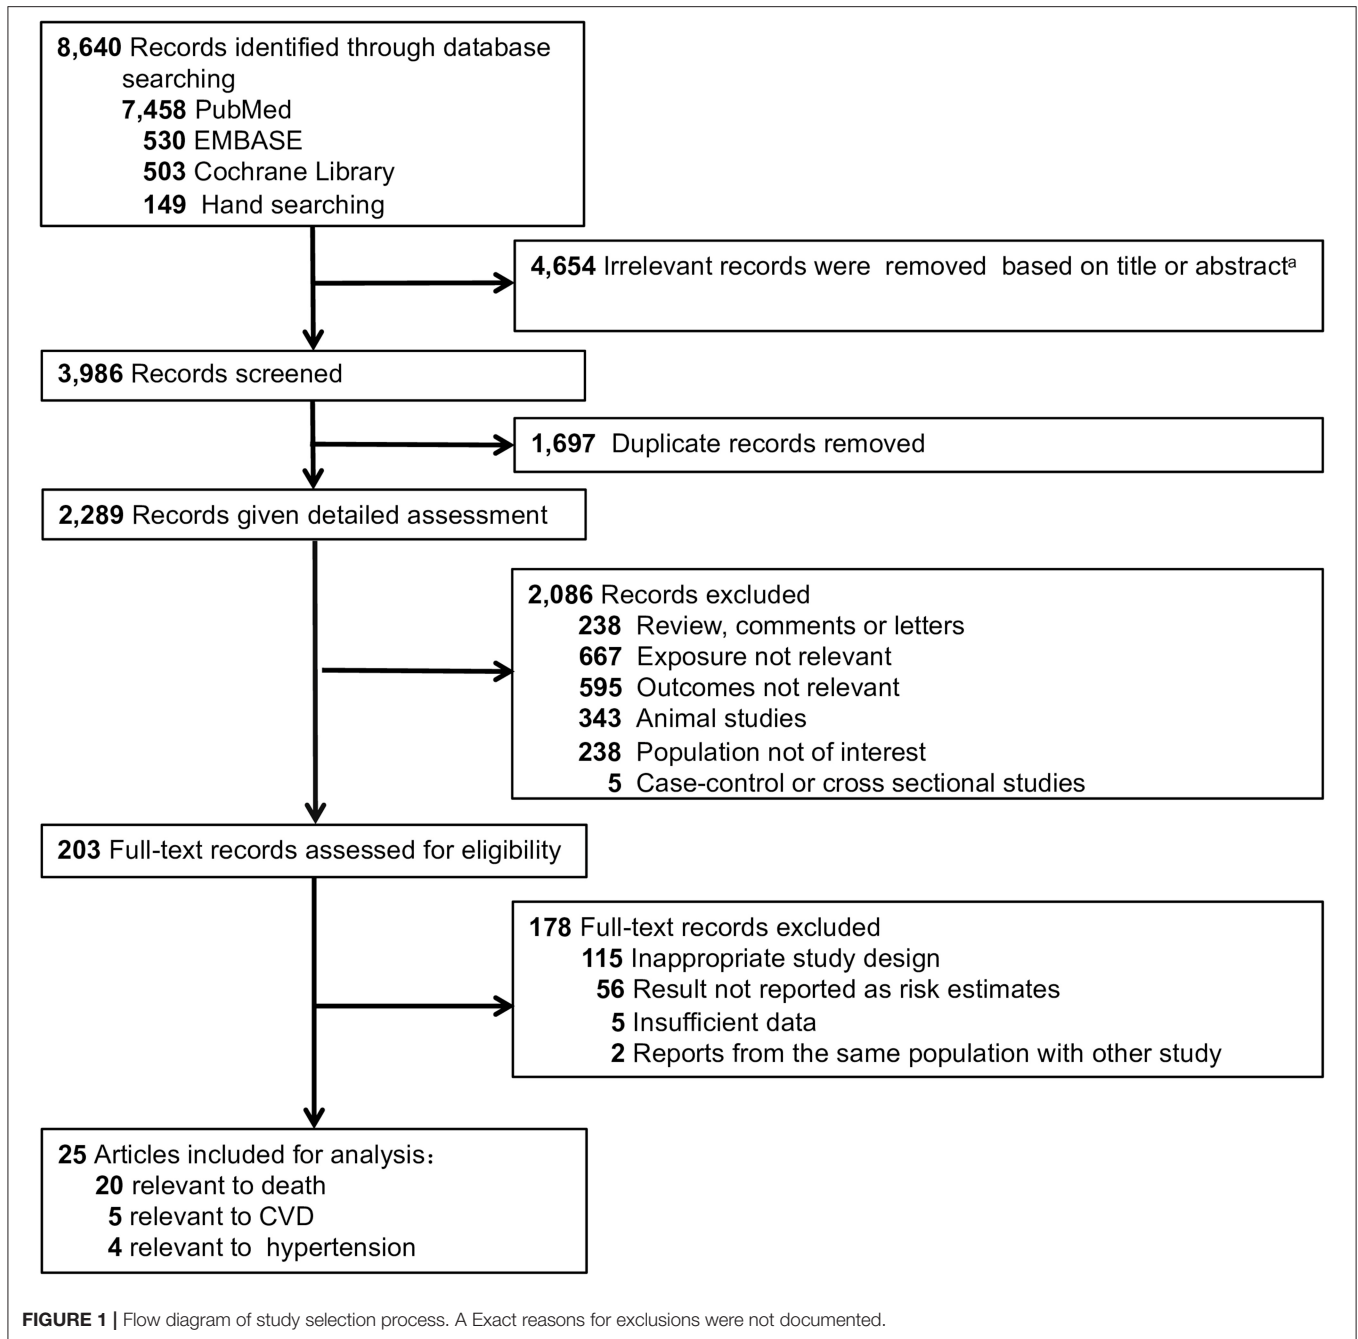 8,640 Records identified through database
searching
7,458 PubMed
530 EMBASE
503 Cochrane Library
149 Hand searching
4,654 Irrelevant records were removed based on title or abstractᵃ
3,986 Records screened
1,697 Duplicate records removed
2,289 Records given detailed assessment
2,086 Records excluded
238 Review, comments or letters
667 Exposure not relevant
595 Outcomes not relevant
343 Animal studies
238 Population not of interest
5 Case-control or cross sectional studies
203 Full-text records assessed for eligibility
178 Full-text records excluded
115 Inappropriate study design
56 Result not reported as risk estimates
5 Insufficient data
2 Reports from the same population with other study
25 Articles included for analysis：
20 relevant to death
5 relevant to CVD
4 relevant to hypertension
FIGURE 1 | Flow diagram of study selection process. A Exact reasons for exclusions were not documented.